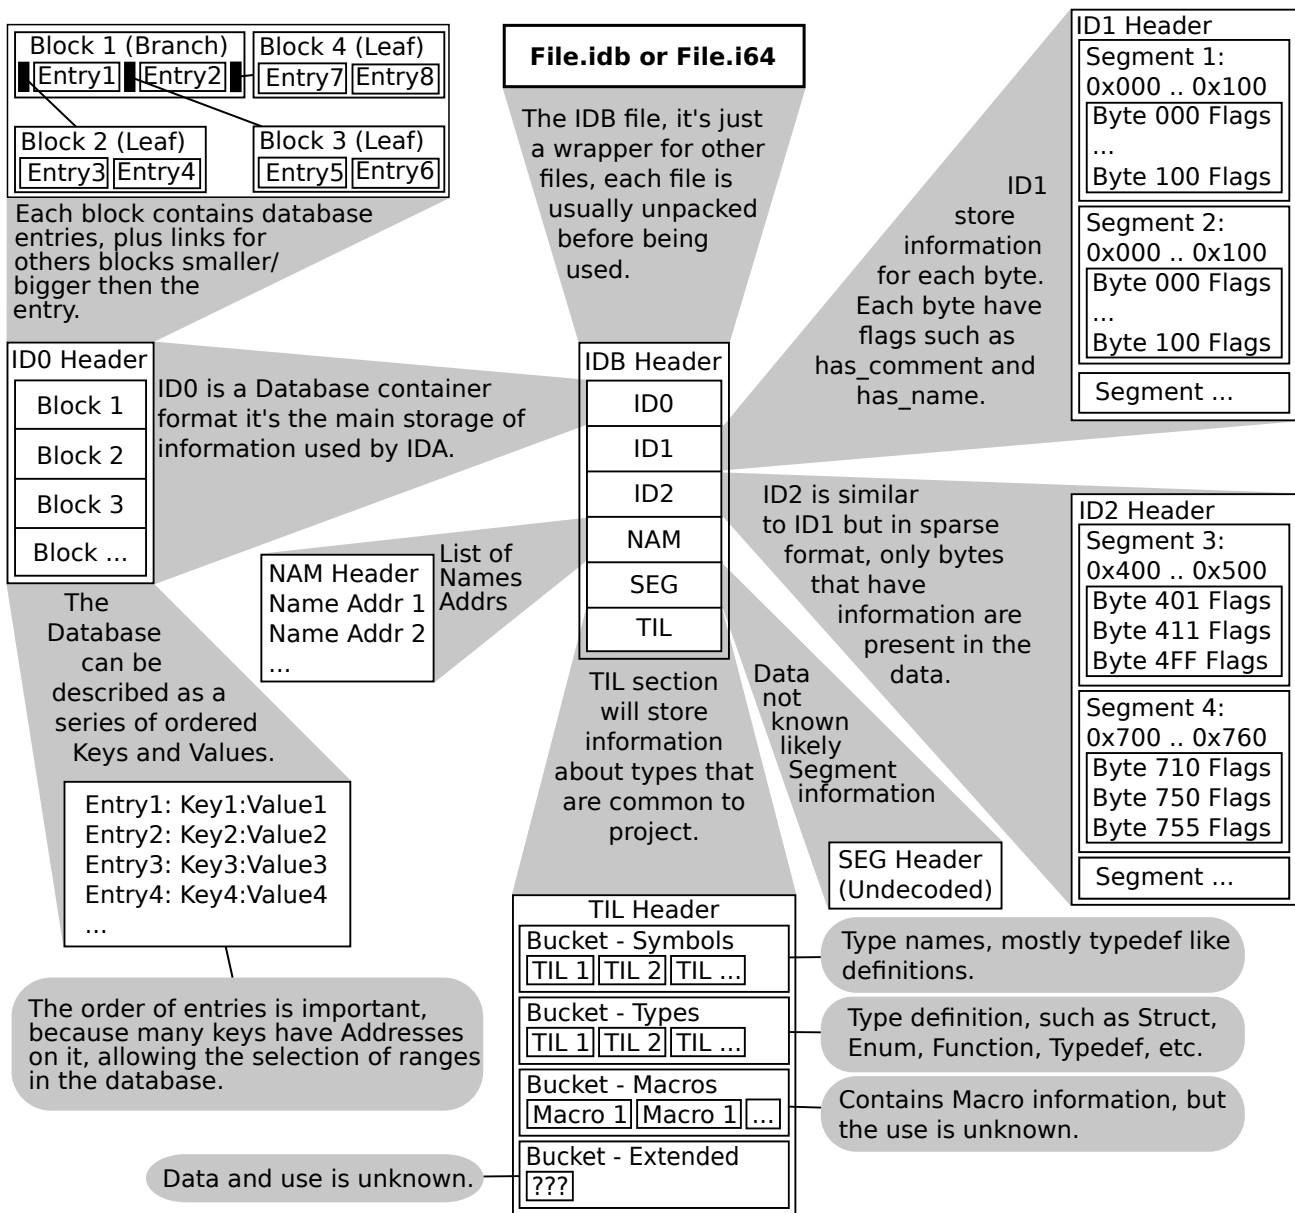 Block 1 (Branch)
Entry1
Entry2
Block 4 (Leaf)
Entry7
Entry8
Block 2 (Leaf)
Entry3
Entry4
Block 3 (Leaf)
Entry5
Entry6
Each block contains database
entries, plus links for
others blocks smaller/
bigger then the
entry.
ID0 Header
Block 1
Block 2
Block 3
Block ...
ID0 is a Database container
format it's the main storage of
information used by IDA.
The
Database
can be
described as a
series of ordered
Keys and Values.
Entry1: Key1:Value1
Entry2: Key2:Value2
Entry3: Key3:Value3
Entry4: Key4:Value4
...
The order of entries is important,
because many keys have Addresses
on it, allowing the selection of ranges
in the database.
File.idb or File.i64
The IDB file, it's just
a wrapper for other
files, each file is
usually unpacked
before being
used.
IDB Header
ID0
ID1
ID2
NAM
SEG
TIL
NAM Header
Name Addr 1
Name Addr 2
...
List of
Names
Addrs
TIL section
will store
information
about types that
are common to
project.
Data
not
known
likely
Segment
information
SEG Header
(Undecoded)
ID1
store
information
for each byte.
Each byte have
flags such as
has_comment and
has_name.
ID1 Header
Segment 1:
0x000 .. 0x100
Byte 000 Flags
...
Byte 100 Flags
Segment 2:
0x000 .. 0x100
Byte 000 Flags
...
Byte 100 Flags
Segment ...
ID2 is similar
to ID1 but in sparse
format, only bytes
that have
information are
present in the
data.
ID2 Header
Segment 3:
0x400 .. 0x500
Byte 401 Flags
Byte 411 Flags
Byte 4FF Flags
Segment 4:
0x700 .. 0x760
Byte 710 Flags
Byte 750 Flags
Byte 755 Flags
Segment ...
TIL Header
Bucket - Symbols
TIL 1
TIL 2
TIL ...
Type names, mostly typedef like
definitions.
Bucket - Types
TIL 1
TIL 2
TIL ...
Type definition, such as Struct,
Enum, Function, Typedef, etc.
Bucket - Macros
Macro 1
Macro 1
...
Contains Macro information, but
the use is unknown.
Bucket - Extended
???
Data and use is unknown.